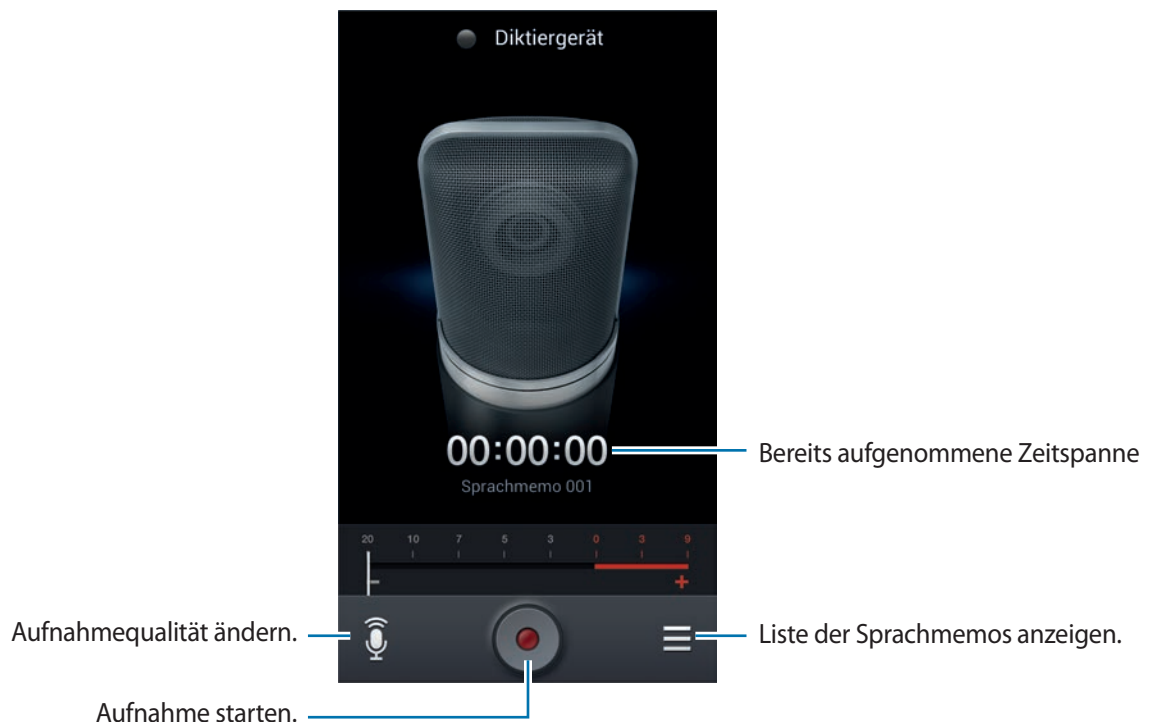 Diktiergerät
00:00:00
Bereits aufgenommene Zeitspanne
Sprachmemo 001
20 10 7 5 3 0 3 9
- +
Aufnahmequalität ändern.
Liste der Sprachmemos anzeigen.
Aufnahme starten.